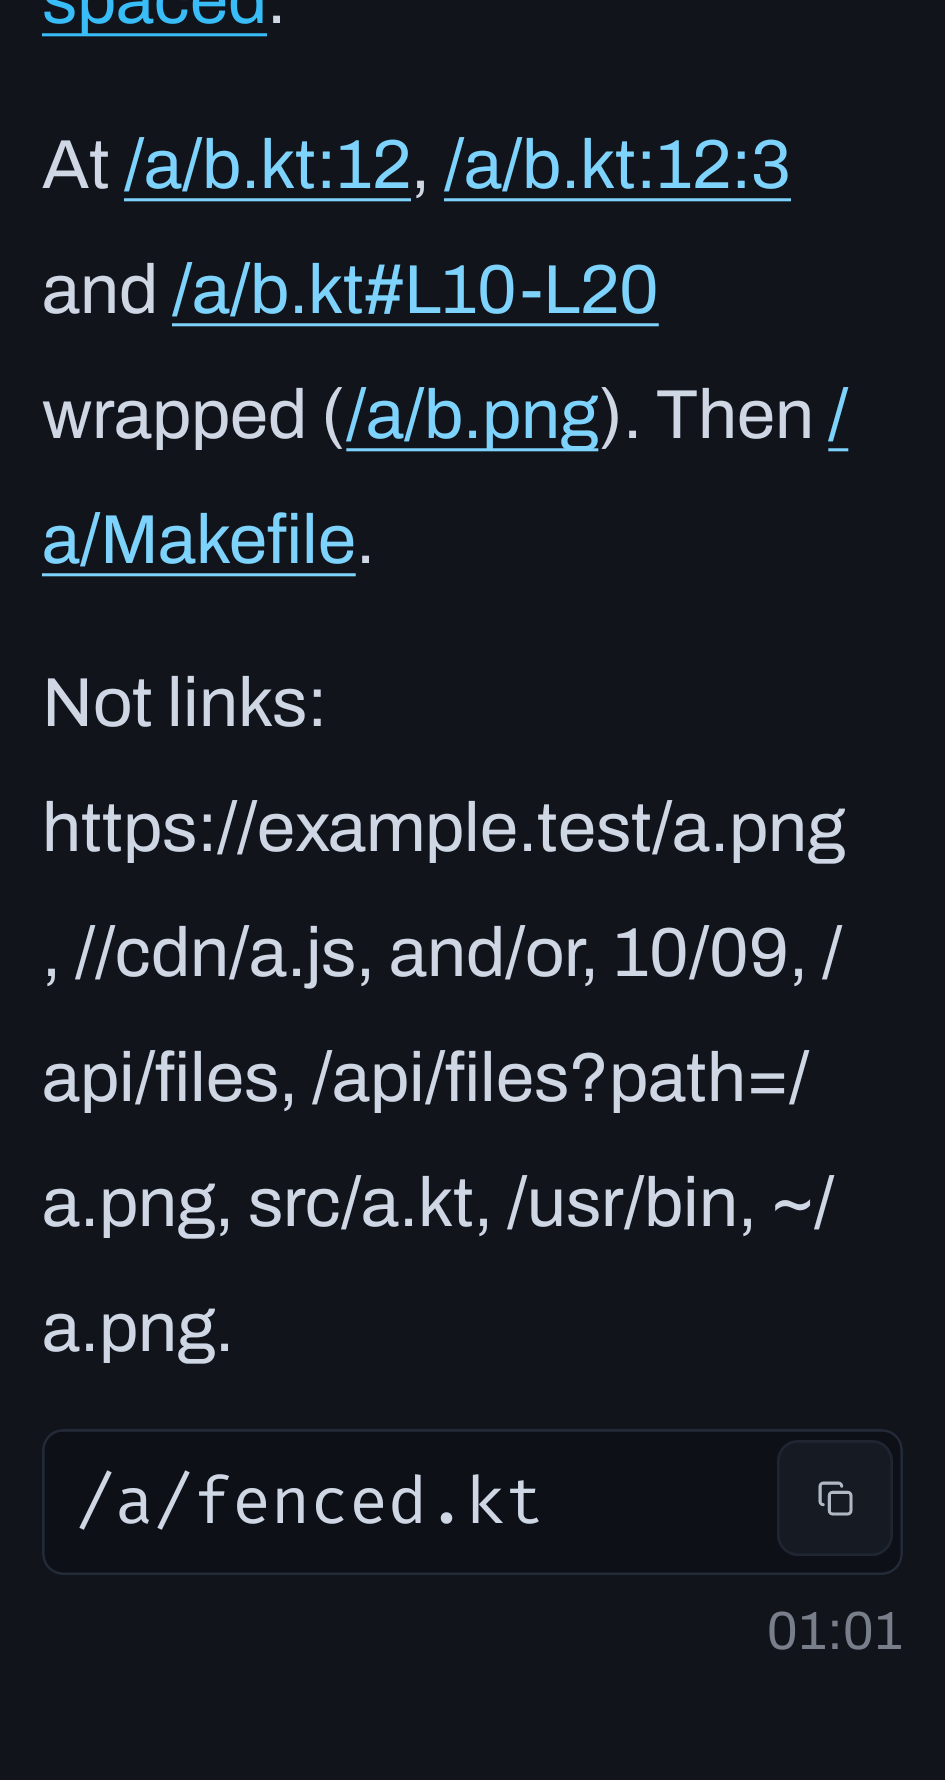 spaced.
At /a/b.kt:12, /a/b.kt:12:3
and /a/b.kt#L10-L20
wrapped (/a/b.png). Then /
a/Makefile.
Not links:
https://example.test/a.png
, //cdn/a.js, and/or, 10/09, /
api/files, /api/files?path=/
a.png, src/a.kt, /usr/bin, ~/
a.png.
/a/fenced.kt
01:01